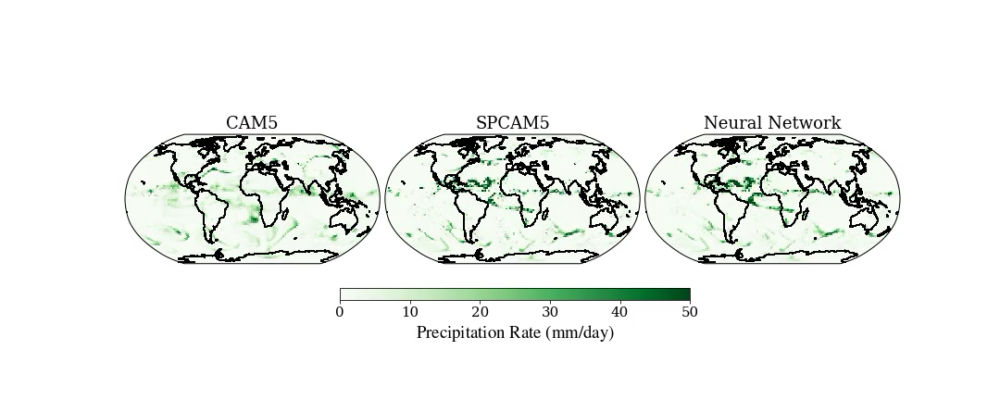 CAM5
SPCAM5
Neural Network
0 10 20 30 40 50
Precipitation Rate (mm/day)